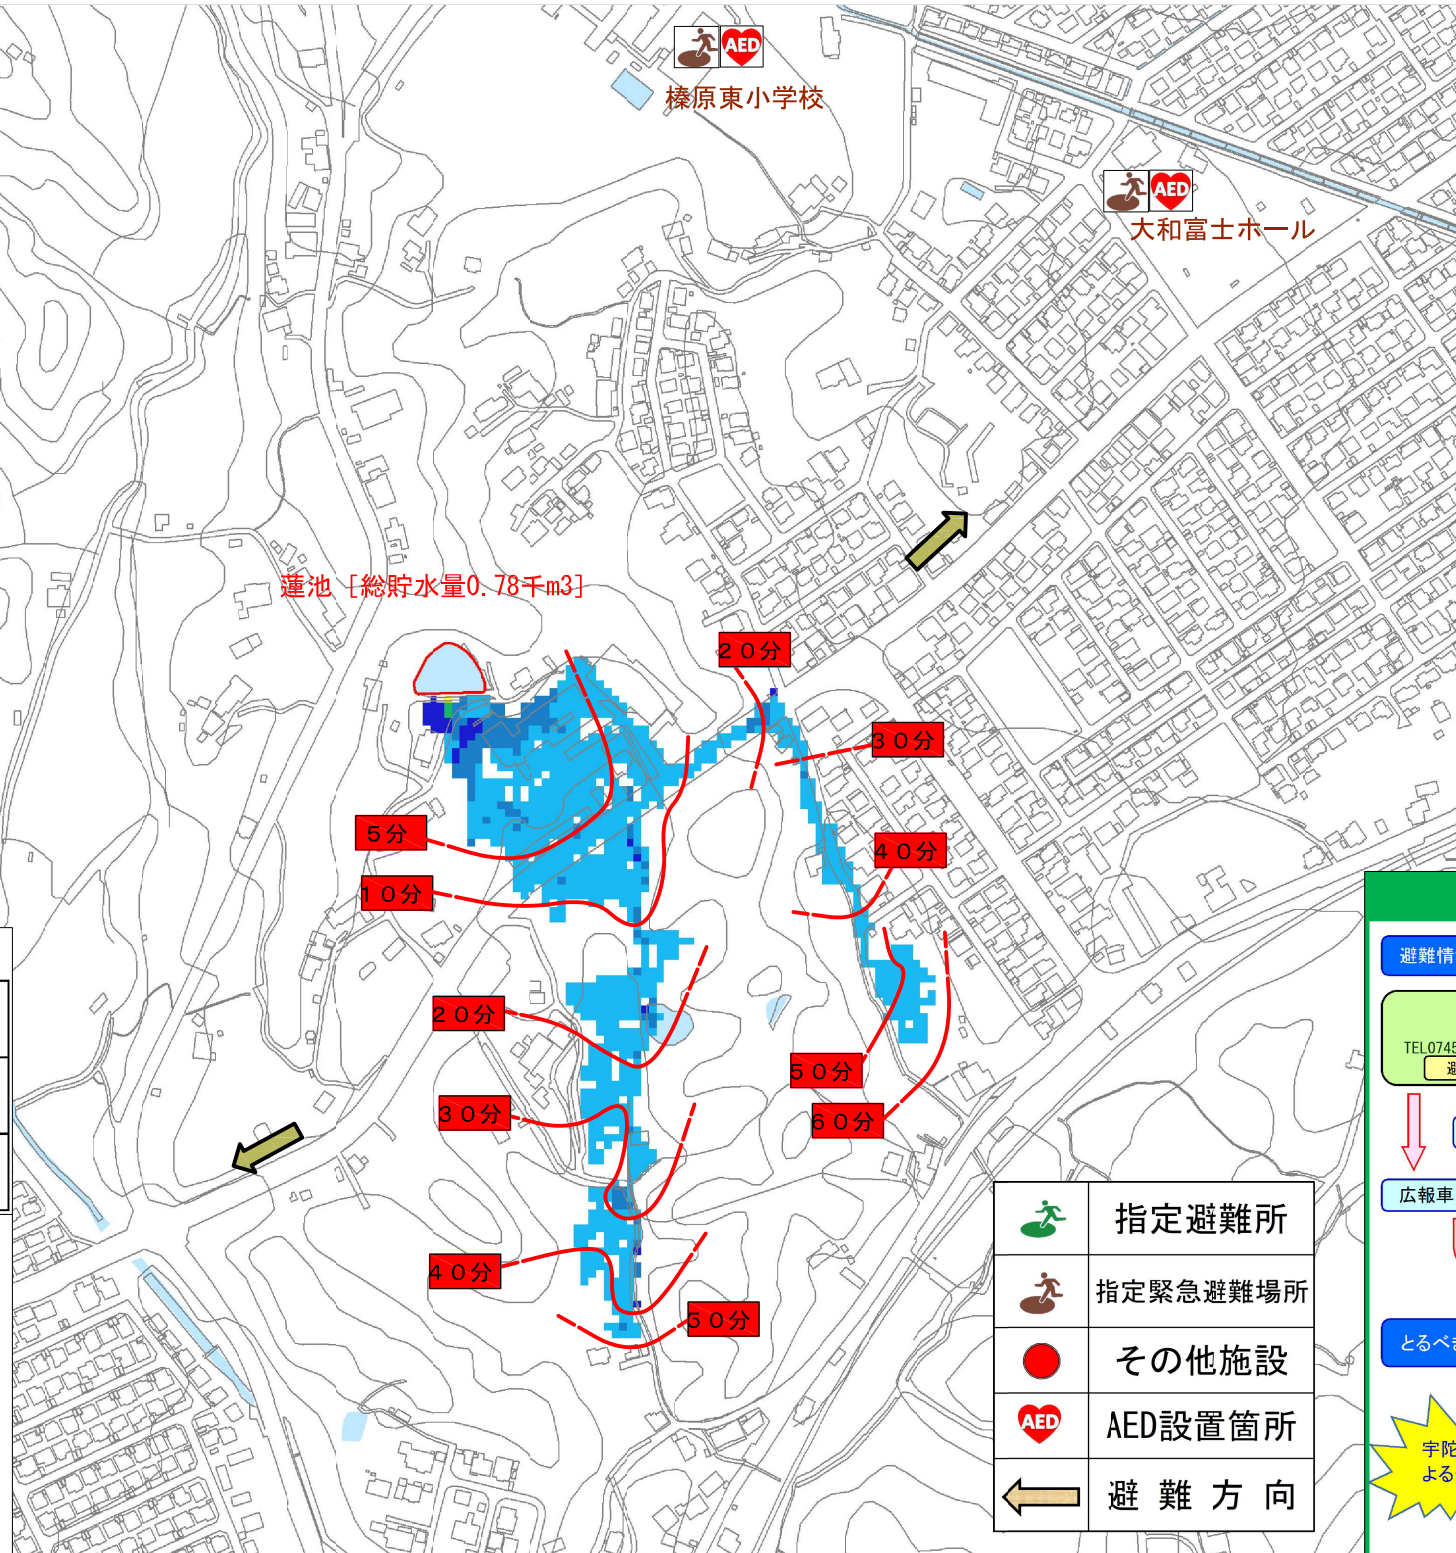 AED
榛原東小学校
AED
大和富士ホール
蓮池 [総貯水量0.78千m3]
20分
30分
5分
40分
10分
20分
50分
30分
60分
40分
50分
避難情
TEL0745
避
広報車
とるべき
宇陀
よる
指定避難所
指定緊急避難場所
その他施設
AED
AED設置箇所
避難方向